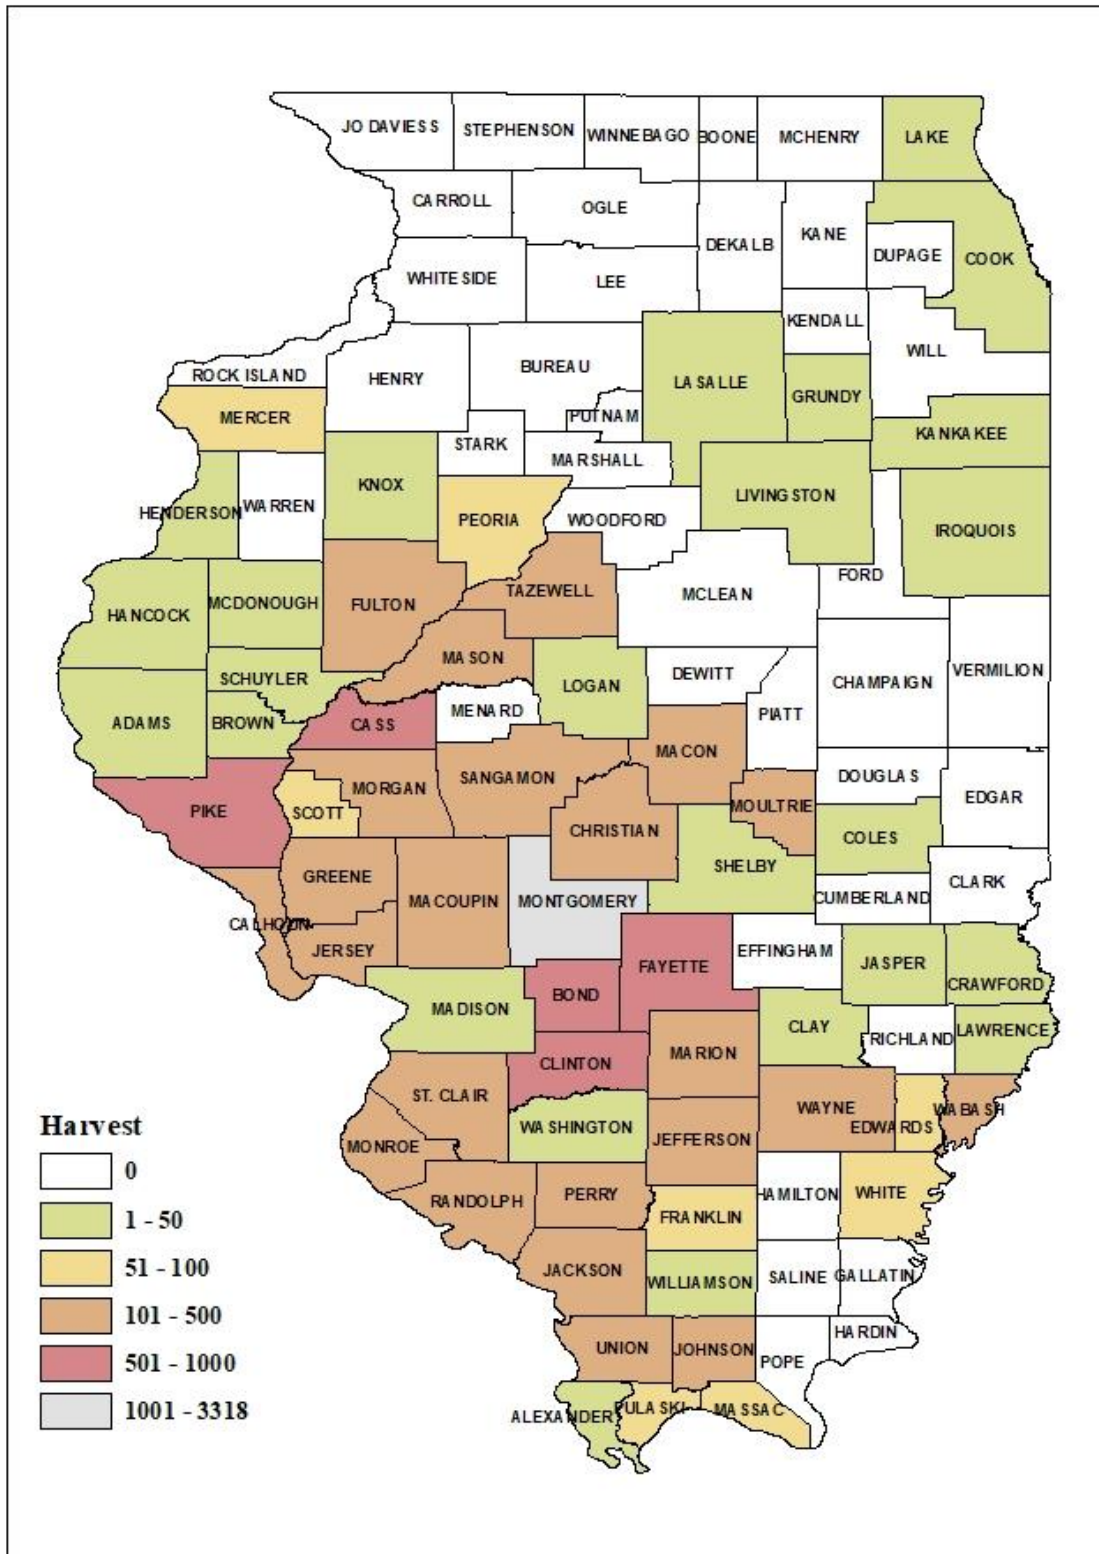 JO DAVIESS
STEPHENSON
WINNEBAGO
BOONE
MCHENRY
LAKE
CARROLL
OGLE
DEKALB
KANE
DUPAGE
COOK
WHITESIDE
LEE
KENDALL
WILL
ROCK ISLAND
HENRY
BUREAU
LASALLE
GRUNDY
MERCER
PUTNAM
KANKAKEE
STARK
MARSHALL
KNOX
LIVINGSTON
HENDERSON
WARREN
PEORIA
WOODFORD
IROQUOIS
FORD
HANCOCK
MCDONOUGH
FULTON
TAZEWELL
MCLEAN
MASON
SCHUYLER
LOGAN
DEWITT
CHAMPAIGN
VERMILION
ADAMS
BROWN
CASS
MENARD
PIATT
MACON
SANGAMON
MORGAN
DOUGLAS
EDGAR
PIKE
SCOTT
CHRISTIAN
MOULTRIE
COLES
SHELBY
GREENE
MACOUPIN
MONTGOMERY
CUMBERLAND
CLARK
CALHOUN
JERSEY
FAYETTE
EFFINGHAM
JASPER
CRAWFORD
MADISON
BOND
CLAY
RICHLAND
LAWRENCE
CLINTON
MARION
ST. CLAIR
WAYNE
EDWARDS
WABASH
WASHINGTON
JEFFERSON
MONROE
RANDOLPH
PERRY
HAMILTON
WHITE
FRANKLIN
JACKSON
WILLIAMSON
SALINE
GALLATIN
UNION
JOHNSON
HARDIN
POPE
ALEXANDER
PULASKI
MASSAC
Harvest
0
1 - 50
51 - 100
101 - 500
501 - 1000
1001 - 3318